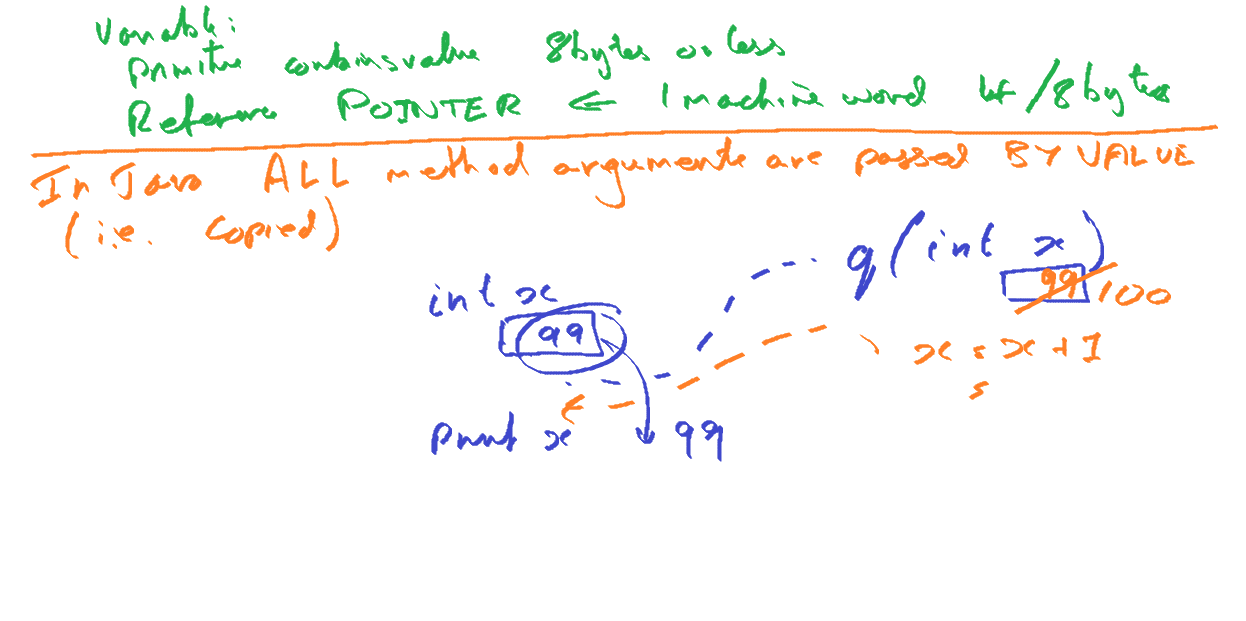 Variable:
Primitive contains value 8 bytes or less
Reference POINTER ← 1 machine word 4/8 bytes
In Java ALL method arguments are passed BY VALUE
(i.e. copied)
q(int x)
99 100
int x
99
x = x + 1
print x 99